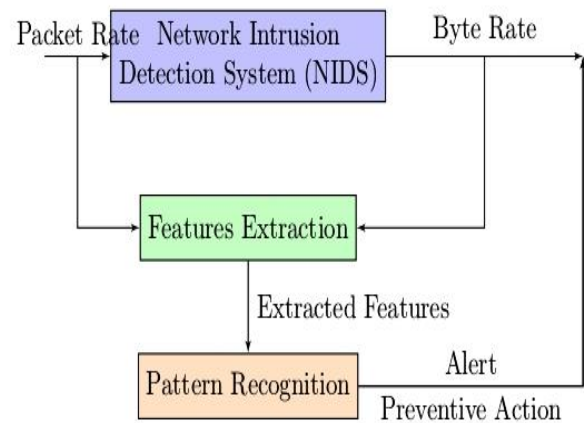 Packet Rate
Network Intrusion
Detection System (NIDS)
Byte Rate
Features Extraction
Extracted Features
Pattern Recognition
Alert
Preventive Action